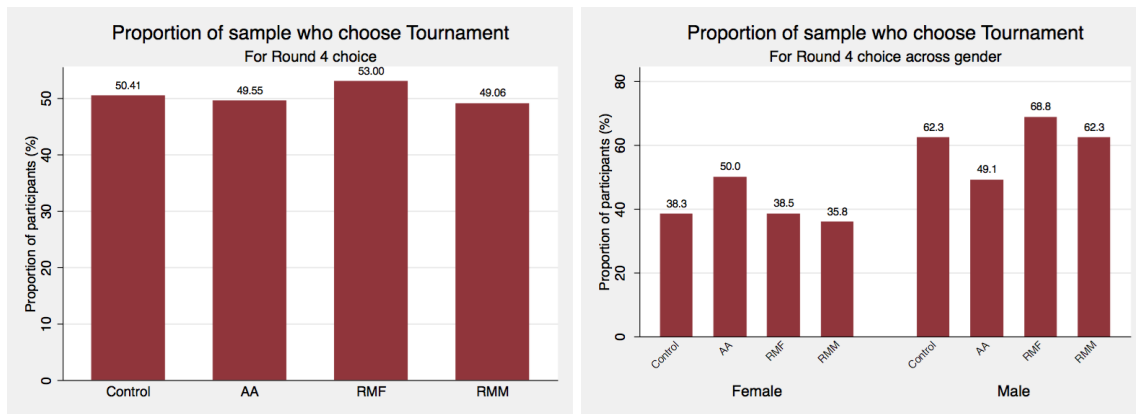 Proportion of sample who choose Tournament
For Round 4 choice
Proportion of participants (%)
50
40
30
20
10
0
50.41
49.55
53.00
49.06
Control
AA
RMF
RMM
Proportion of sample who choose Tournament
For Round 4 choice across gender
Proportion of participants (%)
80
60
40
20
0
38.3
50.0
38.5
35.8
62.3
49.1
68.8
62.3
Control
AA
RMF
RMM
Control
AA
RMF
RMM
Female
Male